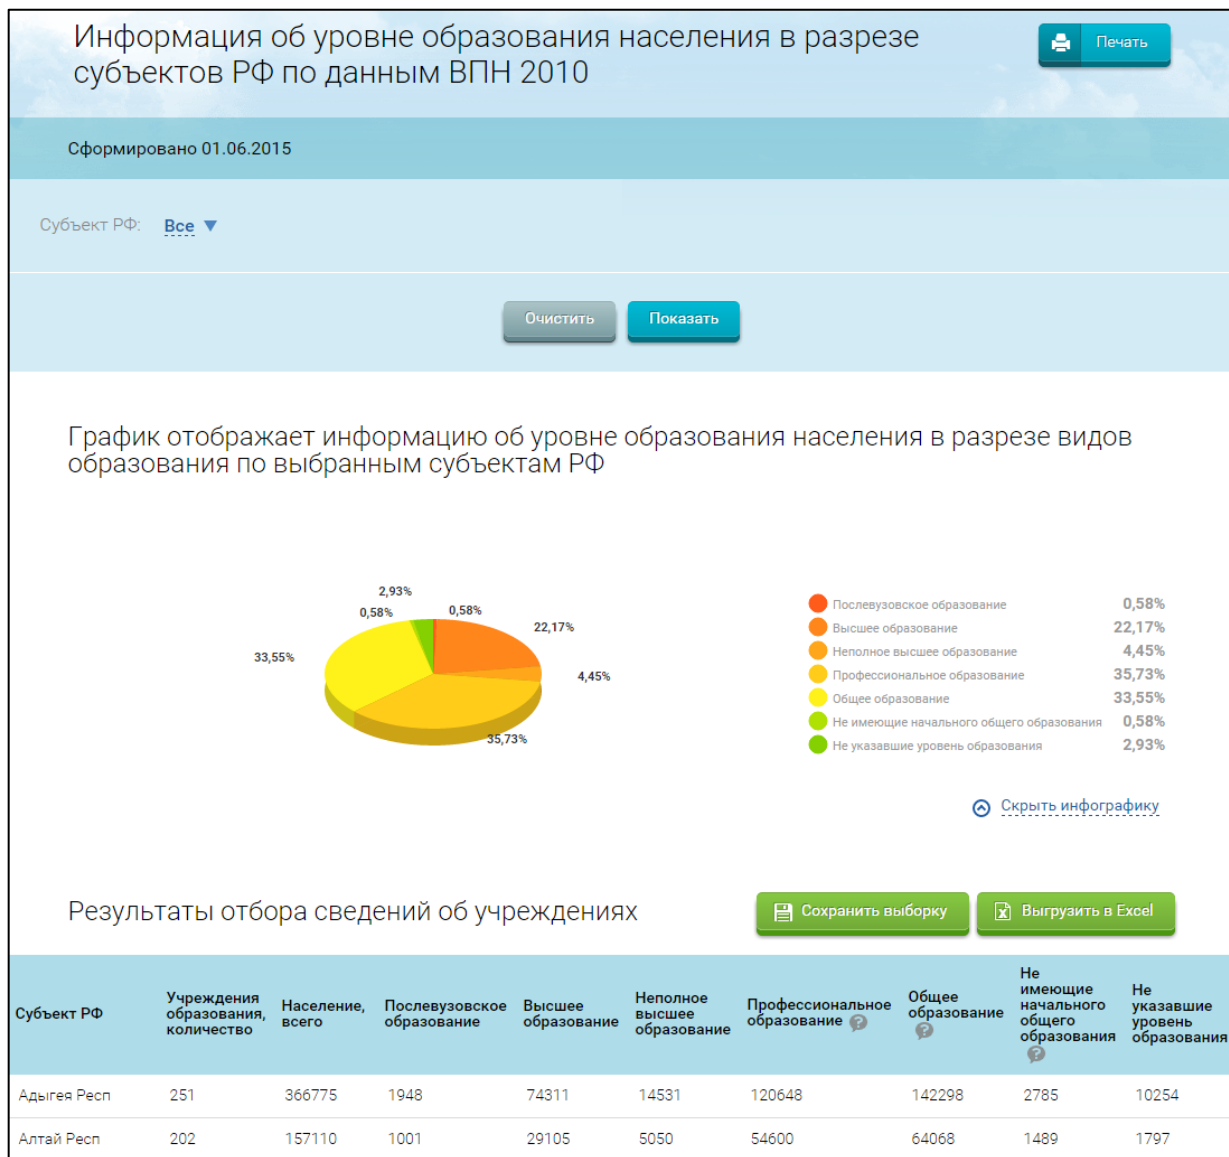 Информация об уровне образования населения в разрезе
субъектов РФ по данным ВПН 2010
Печать
Сформировано 01.06.2015
Субъект РФ: Все
Очистить
Показать
График отображает информацию об уровне образования населения в разрезе видов
образования по выбранным субъектам РФ
2,93%
0,58%
0,58%
22,17%
33,55%
4,45%
35,73%
Послевузовское образование 0,58%
Высшее образование 22,17%
Неполное высшее образование 4,45%
Профессиональное образование 35,73%
Общее образование 33,55%
Не имеющие начального общего образования 0,58%
Не указавшие уровень образования 2,93%
Скрыть инфографику
Результаты отбора сведений об учреждениях
Сохранить выборку
Выгрузить в Excel
Субъект РФ
Учреждения
образования,
количество
Население,
всего
Послевузовское
образование
Высшее
образование
Неполное
высшее
образование
Профессиональное
образование ?
Общее
образование
?
Не
имеющие
начального
общего
образования
?
Не
указавшие
уровень
образования
Адыгея Респ 251 366775 1948 74311 14531 120648 142298 2785 10254
Алтай Респ 202 157110 1001 29105 5050 54600 64068 1489 1797